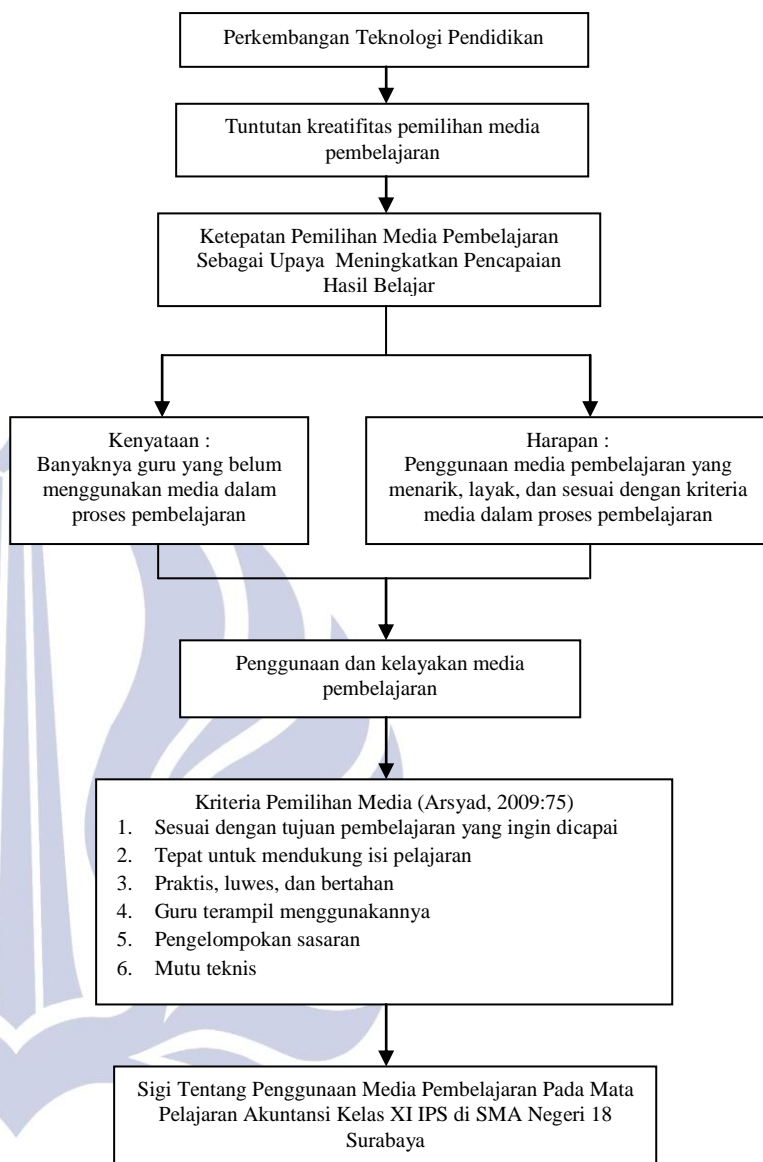 Perkembangan Teknologi Pendidikan
Tuntutan kreatifitas pemilihan media
pembelajaran
Ketepatan Pemilihan Media Pembelajaran
Sebagai Upaya Meningkatkan Pencapaian
Hasil Belajar
Kenyataan :
Banyaknya guru yang belum
menggunakan media dalam
proses pembelajaran
Harapan :
Penggunaan media pembelajaran yang
menarik, layak, dan sesuai dengan kriteria
media dalam proses pembelajaran
Penggunaan dan kelayakan media
pembelajaran
Kriteria Pemilihan Media (Arsyad, 2009:75)
1. Sesuai dengan tujuan pembelajaran yang ingin dicapai
2. Tepat untuk mendukung isi pelajaran
3. Praktis, luwes, dan bertahan
4. Guru terampil menggunakannya
5. Pengelompokan sasaran
6. Mutu teknis
Sigi Tentang Penggunaan Media Pembelajaran Pada Mata
Pelajaran Akuntansi Kelas XI IPS di SMA Negeri 18
Surabaya